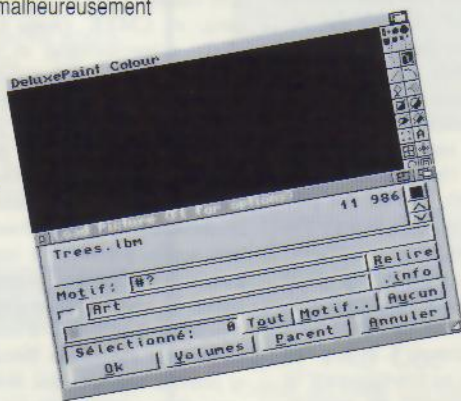 malheureusement
DeluxePaint Colour
Load Picture (F1 for options)
Trees.lbm 11 986
Motif: #?
Art
Relire
.info
Sélectionné: 0 Tout Motif.. Aucun
Ok Volumes Parent Annuler